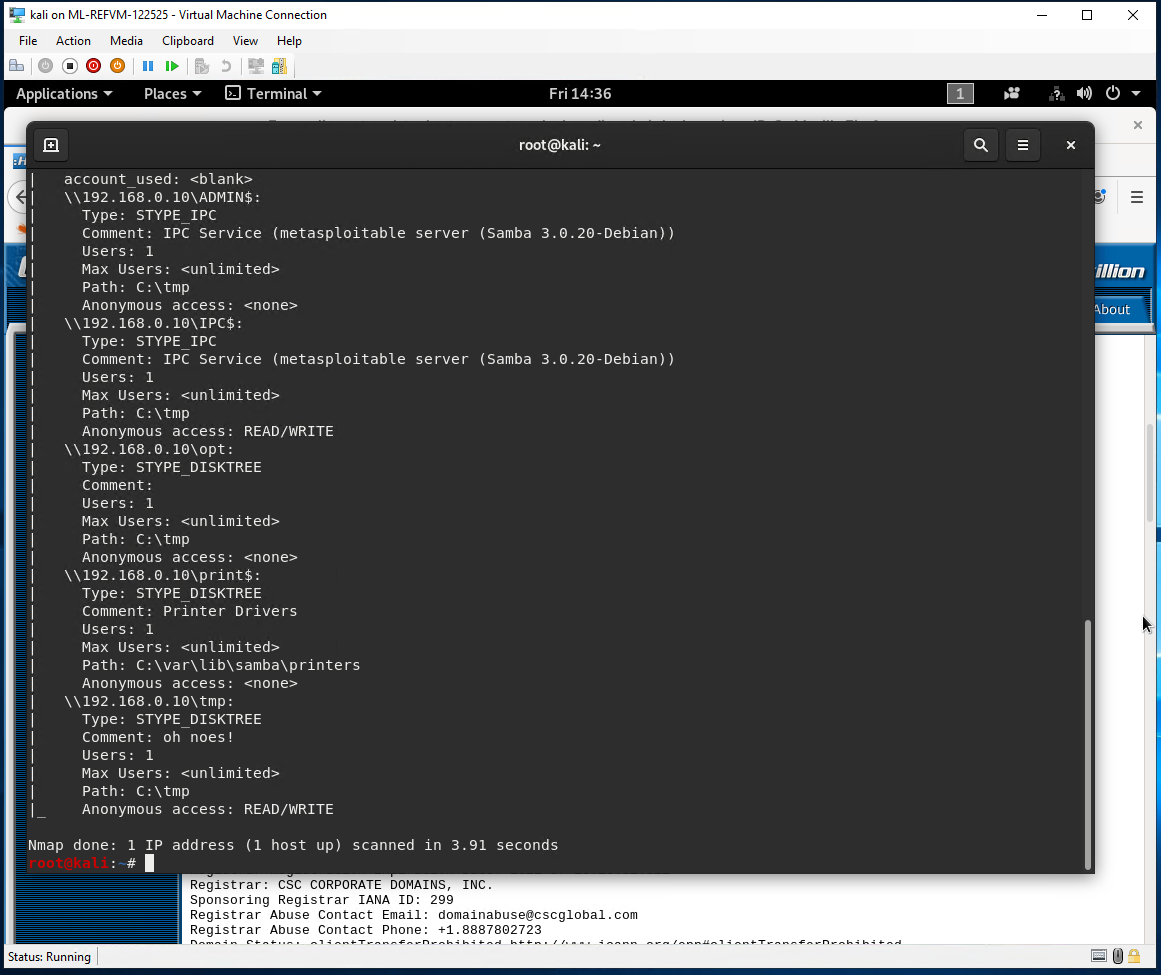 kali on ML-REFVM-122525 - Virtual Machine Connection
File Action Media Clipboard View Help
Applications Places Terminal Fri 14:36 1
root@kali: ~
| account_used: <blank>
| \\192.168.0.10\ADMIN$:
| Type: STYPE_IPC
| Comment: IPC Service (metasploitable server (Samba 3.0.20-Debian))
| Users: 1
| Max Users: <unlimited>
| Path: C:\tmp
| Anonymous access: <none>
| \\192.168.0.10\IPC$:
| Type: STYPE_IPC
| Comment: IPC Service (metasploitable server (Samba 3.0.20-Debian))
| Users: 1
| Max Users: <unlimited>
| Path: C:\tmp
| Anonymous access: READ/WRITE
| \\192.168.0.10\opt:
| Type: STYPE_DISKTREE
| Comment:
| Users: 1
| Max Users: <unlimited>
| Path: C:\tmp
| Anonymous access: <none>
| \\192.168.0.10\print$:
| Type: STYPE_DISKTREE
| Comment: Printer Drivers
| Users: 1
| Max Users: <unlimited>
| Path: C:\var\lib\samba\printers
| Anonymous access: <none>
| \\192.168.0.10\tmp:
| Type: STYPE_DISKTREE
| Comment: oh noes!
| Users: 1
| Max Users: <unlimited>
| Path: C:\tmp
|_ Anonymous access: READ/WRITE
Nmap done: 1 IP address (1 host up) scanned in 3.91 seconds
root@kali:~#
illion
About
Registrar: CSC CORPORATE DOMAINS, INC.
Sponsoring Registrar IANA ID: 299
Registrar Abuse Contact Email: domainabuse@cscglobal.com
Registrar Abuse Contact Phone: +1.8887802723
Domain Status: clientTransferProhibited http://www.icann.org/epp#clientTransferProhibited
Status: Running